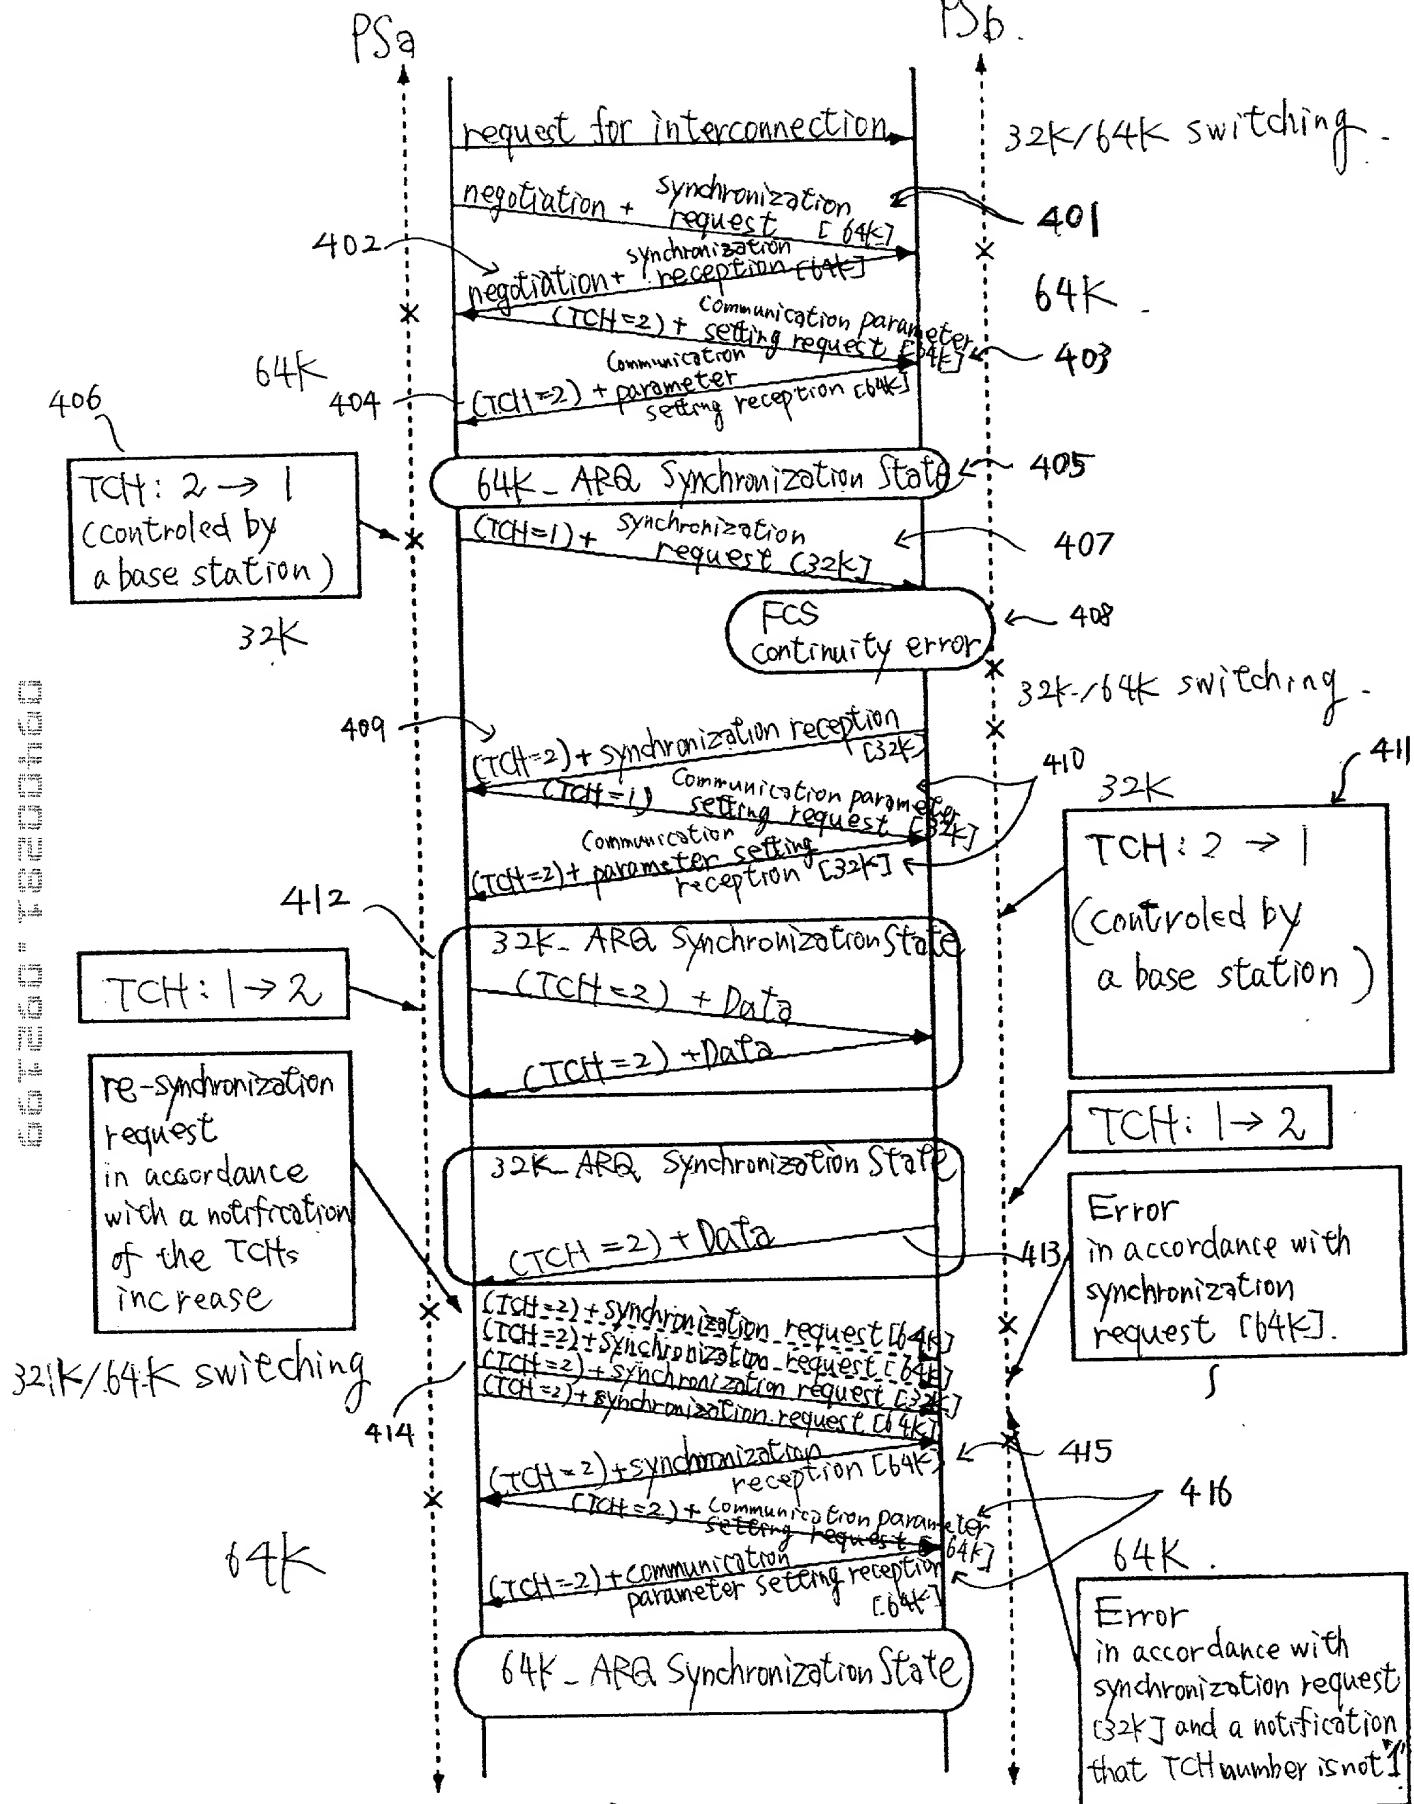 PSa
PSb.
request for interconnection
32K/64K switching.
negotiation + synchronization
request [64K]
401
402
synchronization
negotiation + reception [64K]
64K.
communication parameter
(TCH=2) + setting request [64K]
403
64K
communication
404
(TCH=2) + parameter
setting reception [64K]
406
TCH: 2 → 1
(controled by
a base station)
64K_ARQ Synchronization State
405
(TCH=1) + synchronization
request [32K]
407
32K
FCS
continuity error
408
32K/64K switching.
409
(TCH=2) + synchronization reception
[32K]
410
411
32K
communication parameter
(TCH=1) setting request [32K]
communication
(TCH=2) + parameter setting
reception [32K]
TCH: 2 → 1
(controled by
a base station)
412
32K_ARQ Synchronization State
TCH: 1 → 2
(TCH=2) + Data
(TCH=2) + Data
re-synchronization
request
in accordance
with a notification
of the TCHs
increase
TCH: 1 → 2
32K_ARQ Synchronization State
(TCH=2) + Data
413
Error
in accordance with
synchronization
request [64K].
(TCH=2) + synchronization request [64K]
(TCH=2) + synchronization request [64K]
(TCH=2) + synchronization request [32K]
(TCH=2) + synchronization request [64K]
32K/64K switching
414
(TCH=2) + synchronization
reception [64K]
415
(TCH=2) + communication parameter
setting request [64K]
416
64K
64K.
(TCH=2) + communication
parameter setting reception
[64K]
Error
in accordance with
synchronization request
[32K] and a notification
that TCH number is not "1"
64K_ARQ Synchronization State